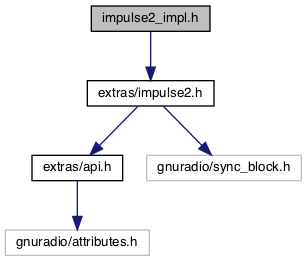 impulse2_impl.h
extras/impulse2.h
extras/api.h
gnuradio/sync_block.h
gnuradio/attributes.h